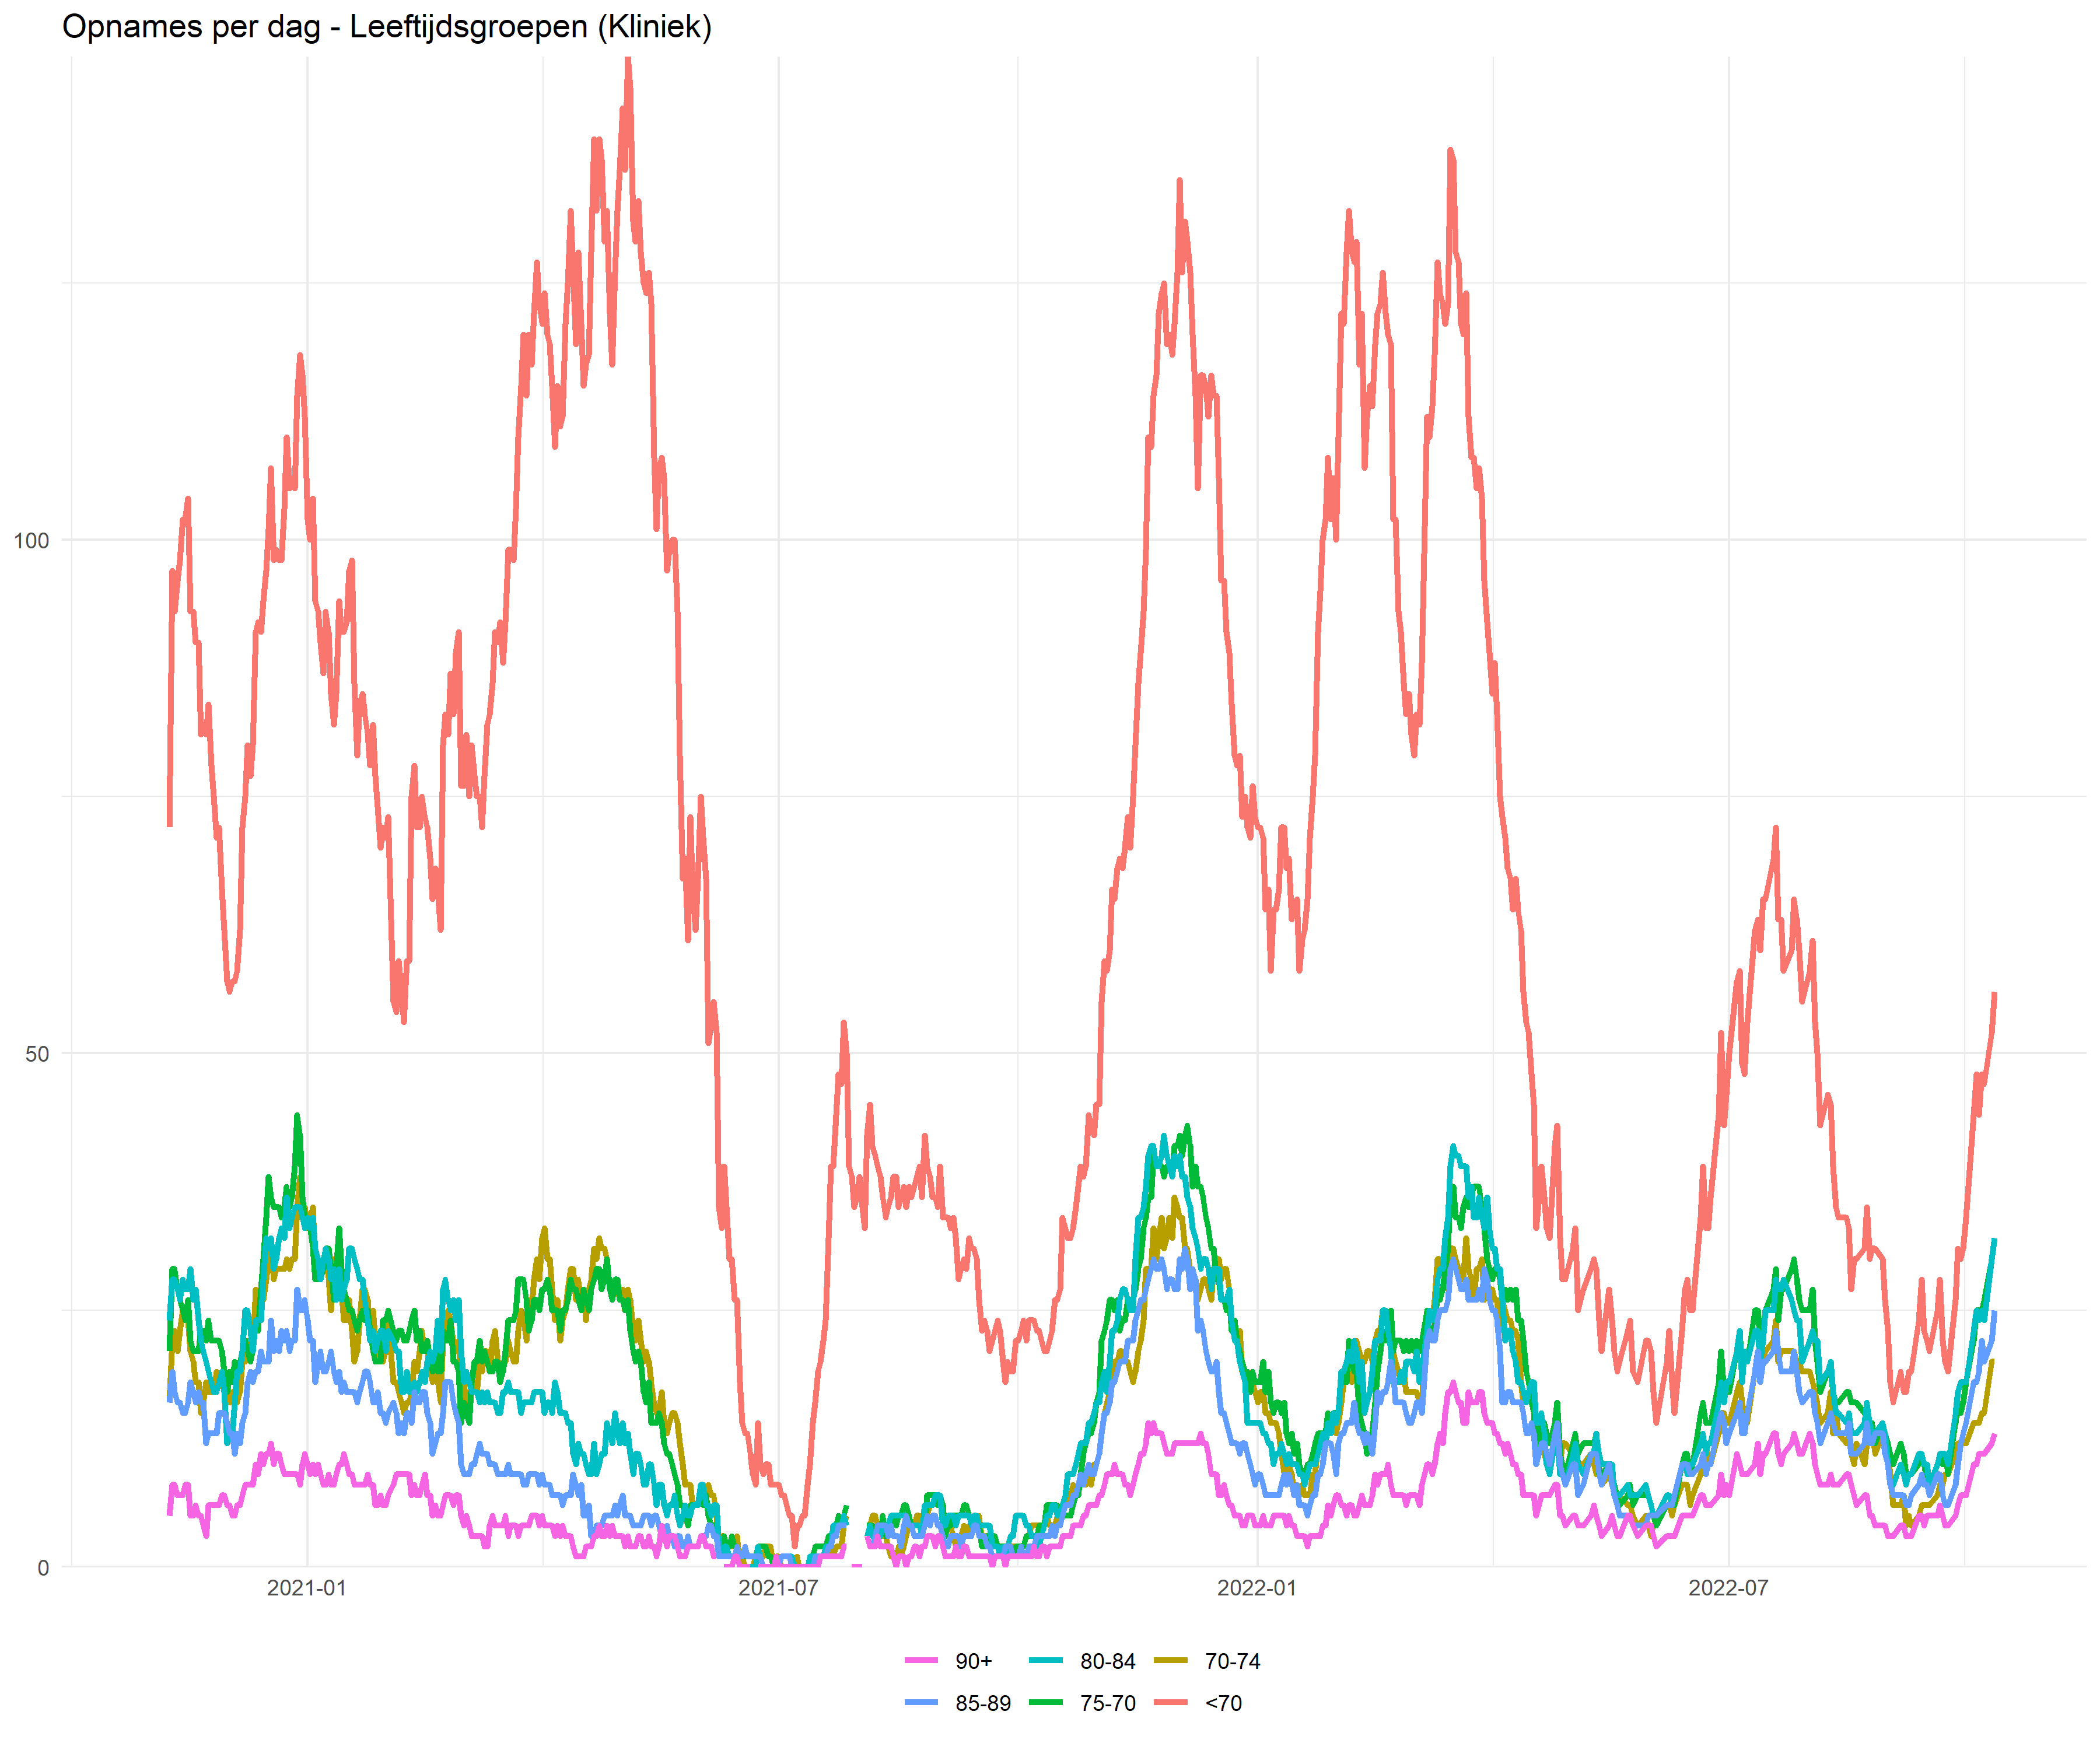 Opnames per dag - Leeftijdsgroepen (Kliniek)
100
50
0
2021-01 2021-07 2022-01 2022-07
90+ 80-84 70-74
85-89 75-70 <70